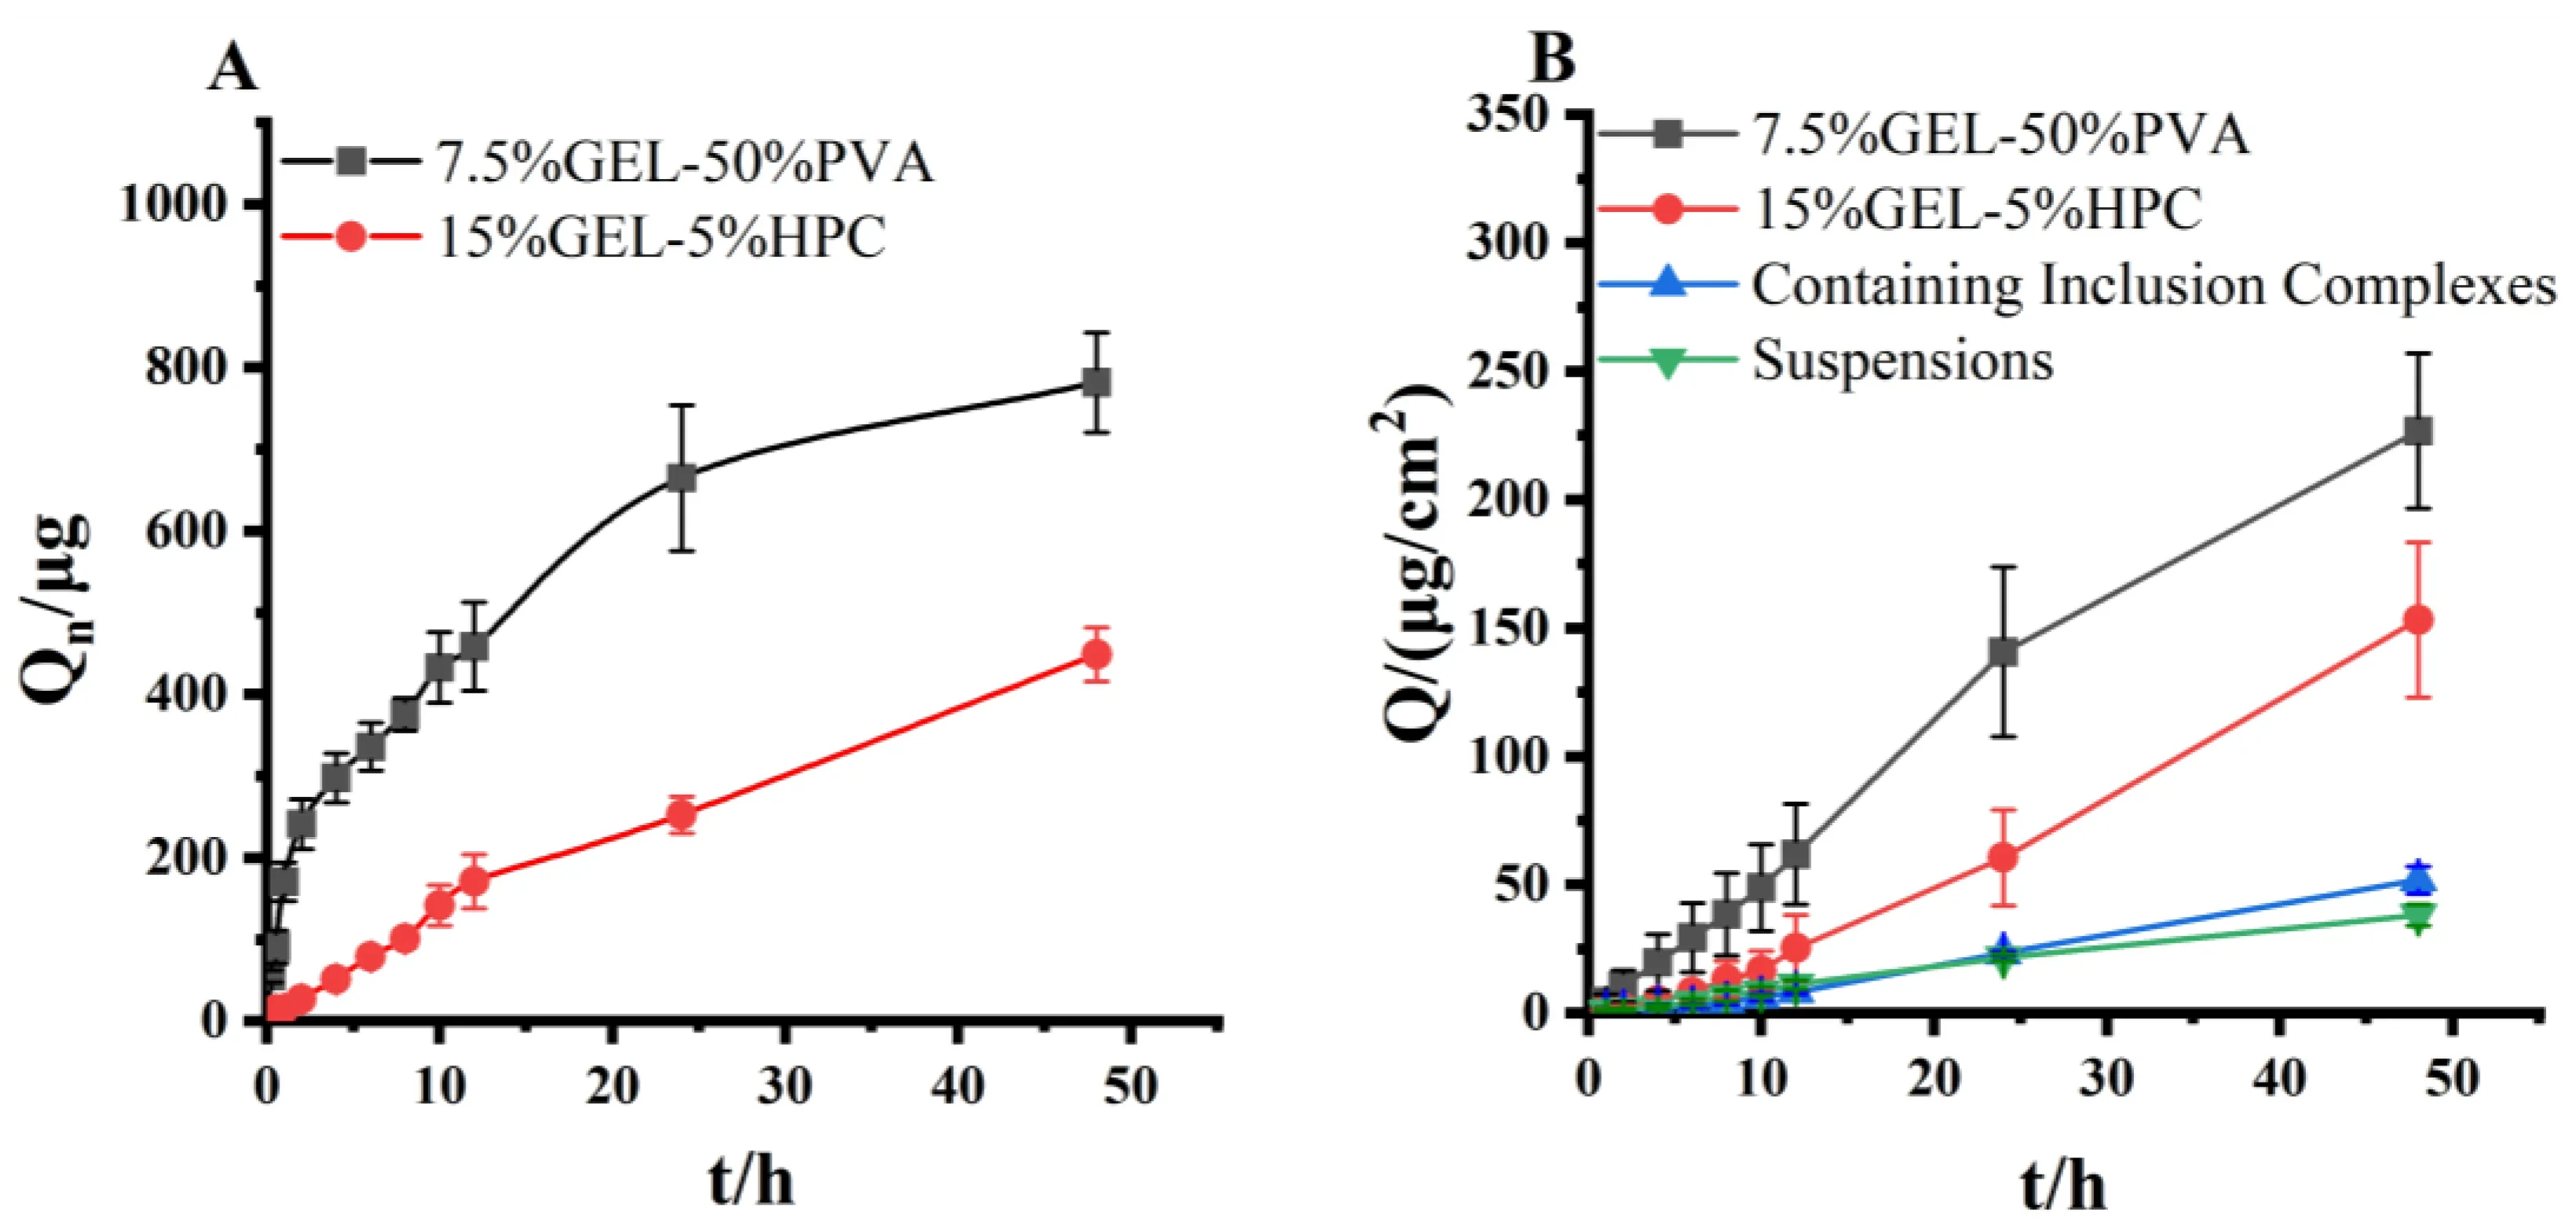 A
7.5%GEL-50%PVA
15%GEL-5%HPC
1000
800
600
400
200
0
Qn/μg
0 10 20 30 40 50
t/h
B
7.5%GEL-50%PVA
15%GEL-5%HPC
Containing Inclusion Complexes
Suspensions
350
300
250
200
150
100
50
0
Q/(μg/cm²)
0 10 20 30 40 50
t/h